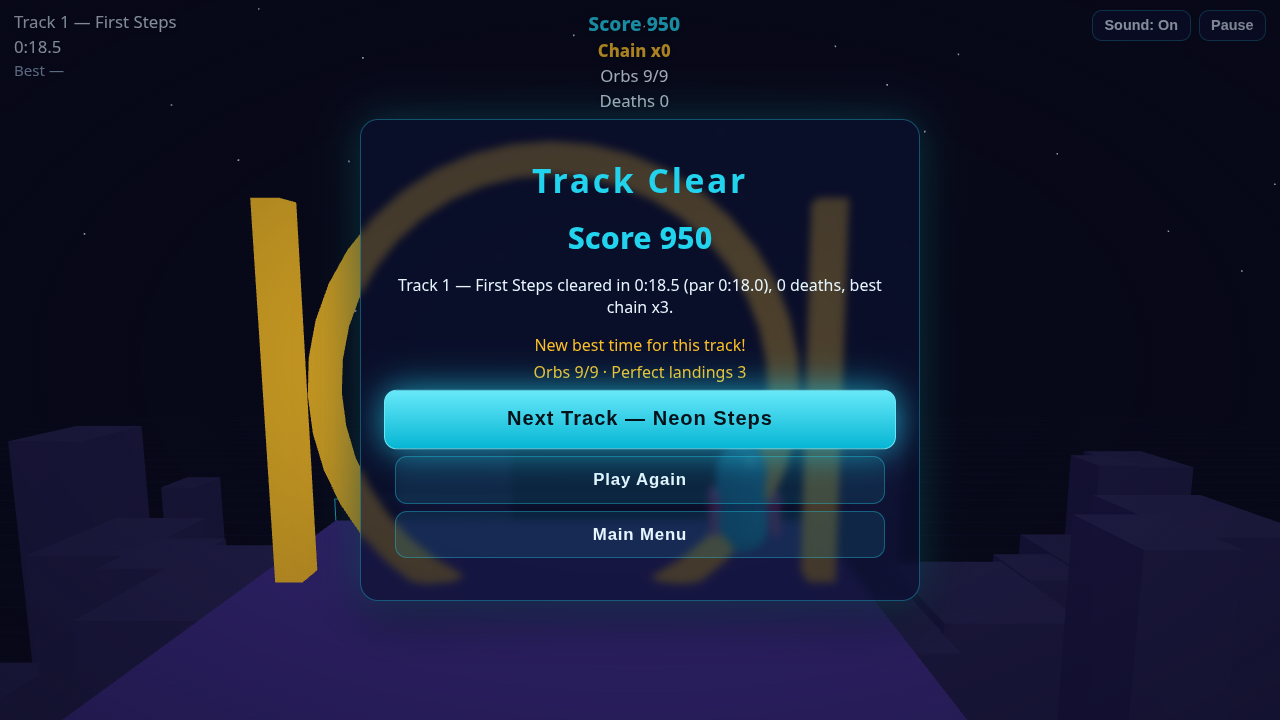 Track 1 — First Steps
0:18.5
Best —
Score 950
Chain x0
Orbs 9/9
Deaths 0
Sound: On
Pause
Track Clear
Score 950
Track 1 — First Steps cleared in 0:18.5 (par 0:18.0), 0 deaths, best
chain x3.
New best time for this track!
Orbs 9/9 · Perfect landings 3
Next Track — Neon Steps
Play Again
Main Menu